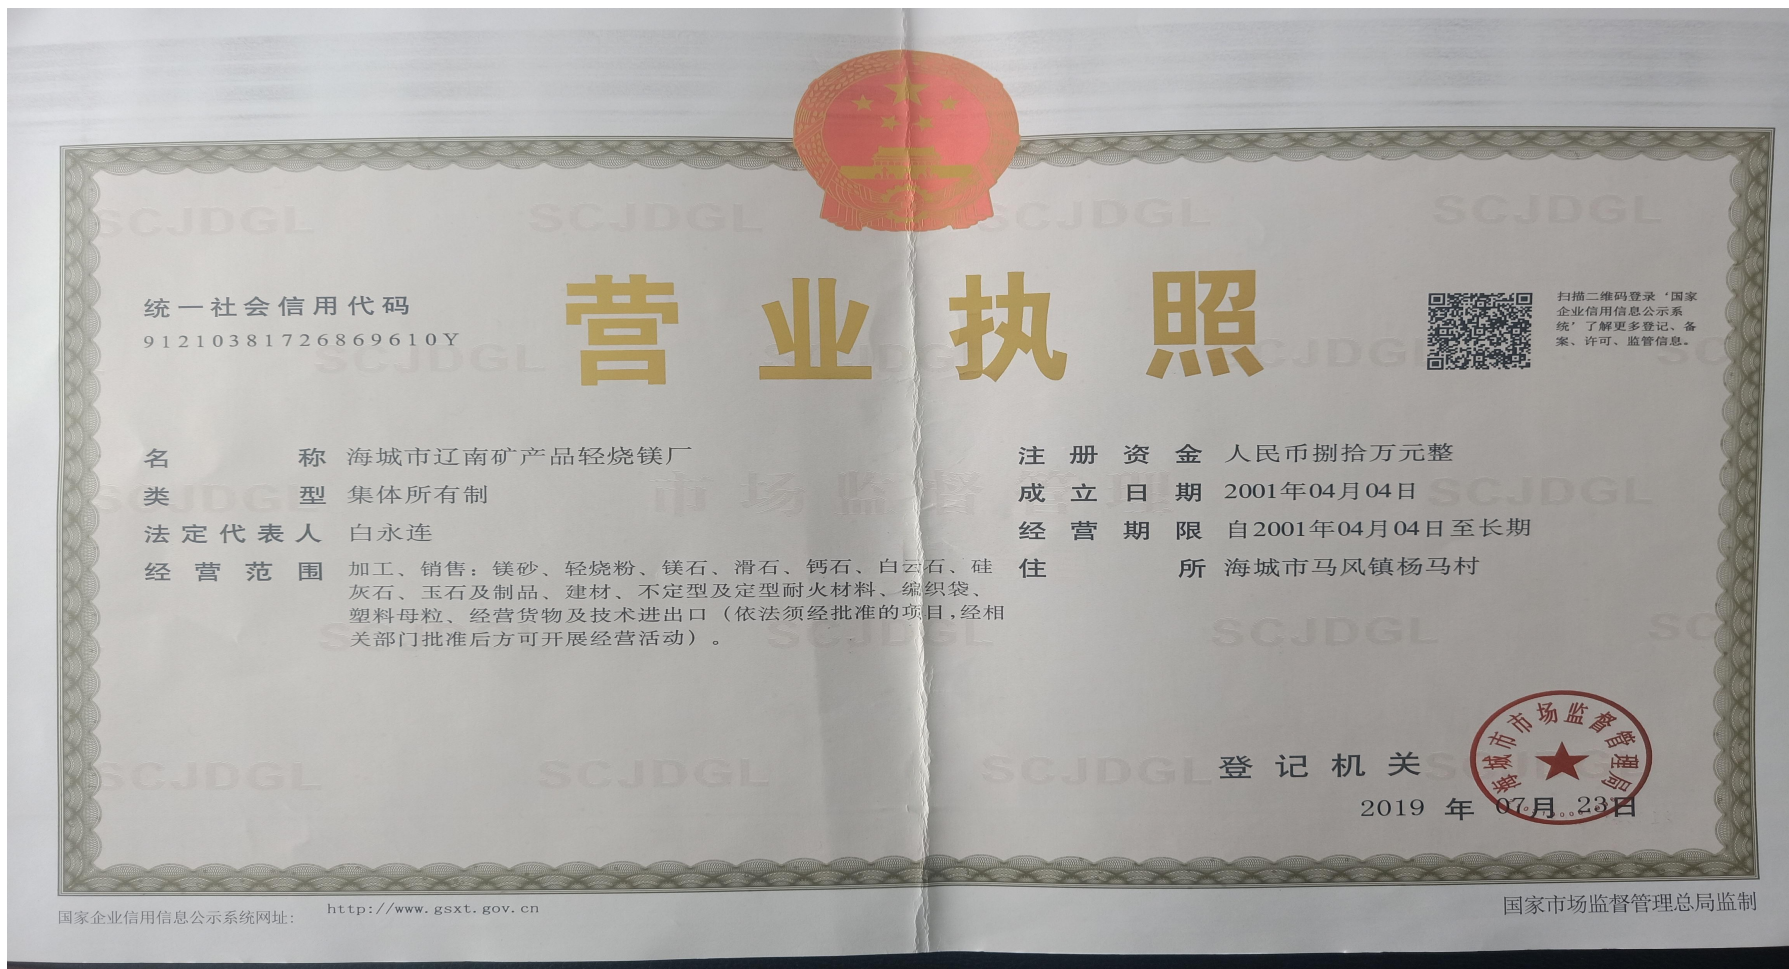 营业执照
统一社会信用代码
91210381726869610Y
扫描二维码登录‘国家
企业信用信息公示系
统’了解更多登记、备
案、许可、监管信息。
名称 海城市辽南矿产品轻烧镁厂
类型 集体所有制
法定代表人 白永连
经营范围 加工、销售：镁砂、轻烧粉、镁石、滑石、钙石、白云石、硅
灰石、玉石及制品、建材、不定型及定型耐火材料、编织袋、
塑料母粒、经营货物及技术进出口（依法须经批准的项目,经相
关部门批准后方可开展经营活动）。
注册资金 人民币捌拾万元整
成立日期 2001年04月04日
经营期限 自2001年04月04日至长期
住所 海城市马风镇杨马村
登记机关
海城市市场监督管理局
2019 年 07月 23日
国家企业信用信息公示系统网址: http://www.gsxt.gov.cn
国家市场监督管理总局监制
SCJDGL
市场监督管理